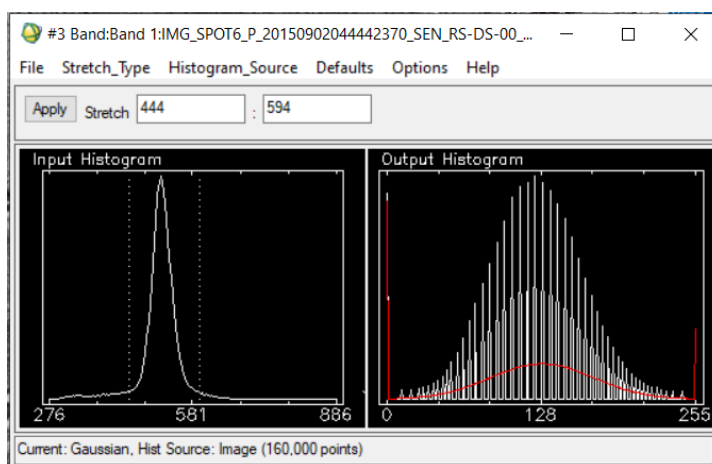 #3 Band:Band 1:IMG_SPOT6_P_20150902044442370_SEN_RS-DS-00_...
File Stretch_Type Histogram_Source Defaults Options Help
Apply Stretch 444 : 594
Input Histogram
276 581 886
Output Histogram
0 128 255
Current: Gaussian, Hist Source: Image (160,000 points)